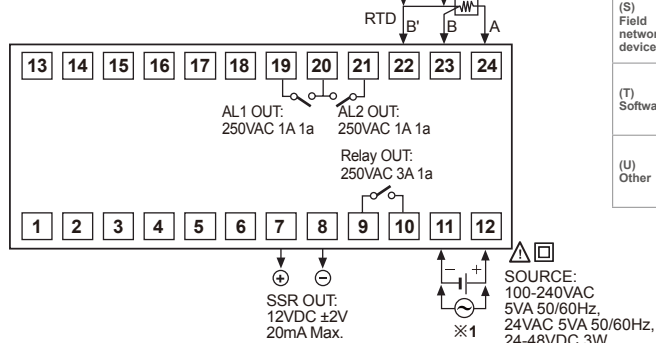 RTD B' B A
13 14 15 16 17 18 19 20 21 22 23 24
AL1 OUT:
250VAC 1A 1a
AL2 OUT:
250VAC 1A 1a
Relay OUT:
250VAC 3A 1a
1 2 3 4 5 6 7 8 9 10 11 12
+ −
SSR OUT:
12VDC ±2V
20mA Max.
− +
※1
SOURCE:
100-240VAC
5VA 50/60Hz,
24VAC 5VA 50/60Hz,
24-48VDC 3W
(S)
Field
device
(T)
(U)
Other